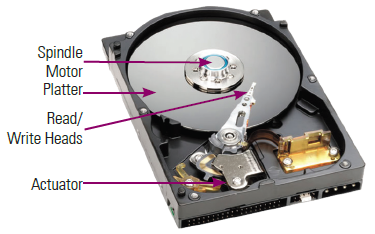 Spindle
Motor
Platter
Read/
Write Heads
Actuator